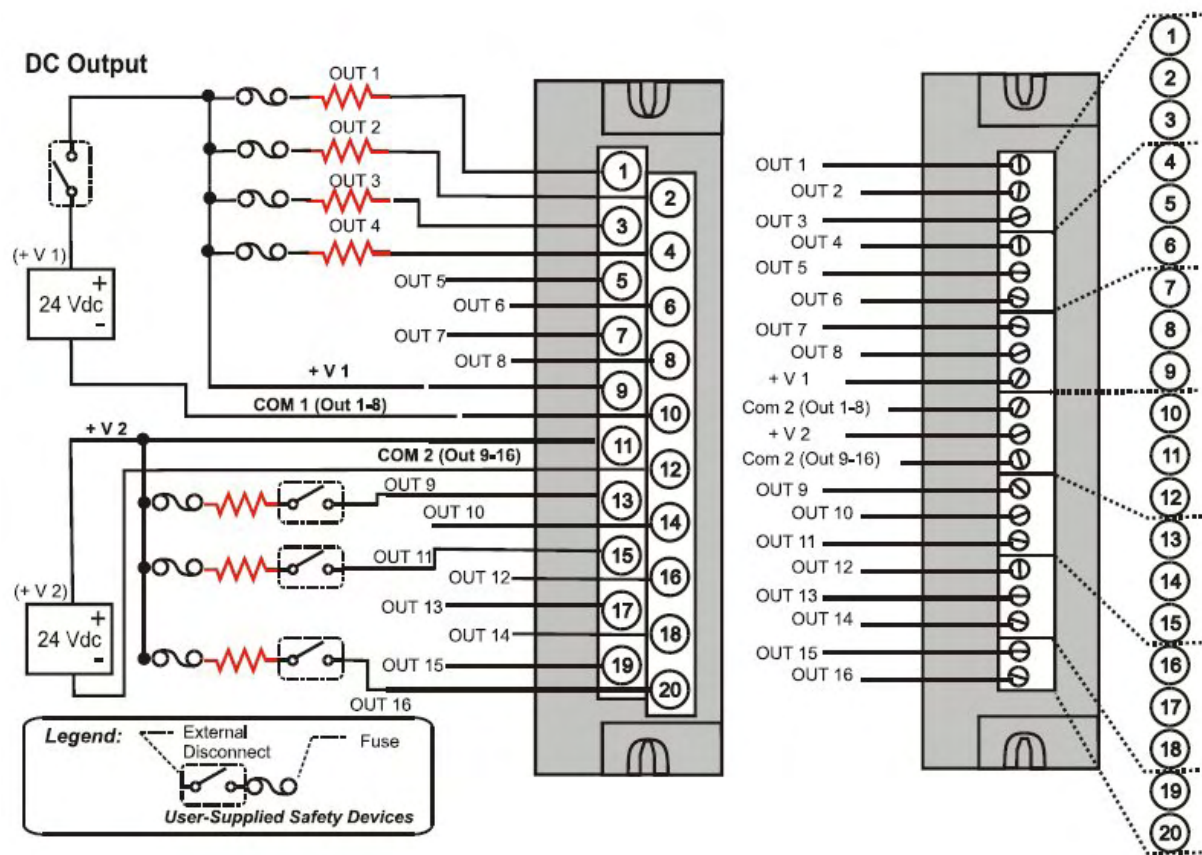 DC Output
OUT 1
OUT 2
OUT 3
OUT 4
(+ V 1)
+
24 Vdc
-
OUT 5
OUT 6
OUT 7
OUT 8
+ V 1
COM 1 (Out 1-8)
+ V 2
COM 2 (Out 9-16)
OUT 9
OUT 10
OUT 11
OUT 12
(+ V 2)
+
24 Vdc
-
OUT 13
OUT 14
OUT 15
OUT 16
1
2
3
4
5
6
7
8
9
10
11
12
13
14
15
16
17
18
19
20
Legend:
External
Disconnect
Fuse
User-Supplied Safety Devices
OUT 1
OUT 2
OUT 3
OUT 4
OUT 5
OUT 6
OUT 7
OUT 8
+ V 1
Com 2 (Out 1-8)
+ V 2
Com 2 (Out 9-16)
OUT 9
OUT 10
OUT 11
OUT 12
OUT 13
OUT 14
OUT 15
OUT 16
1
2
3
4
5
6
7
8
9
10
11
12
13
14
15
16
17
18
19
20